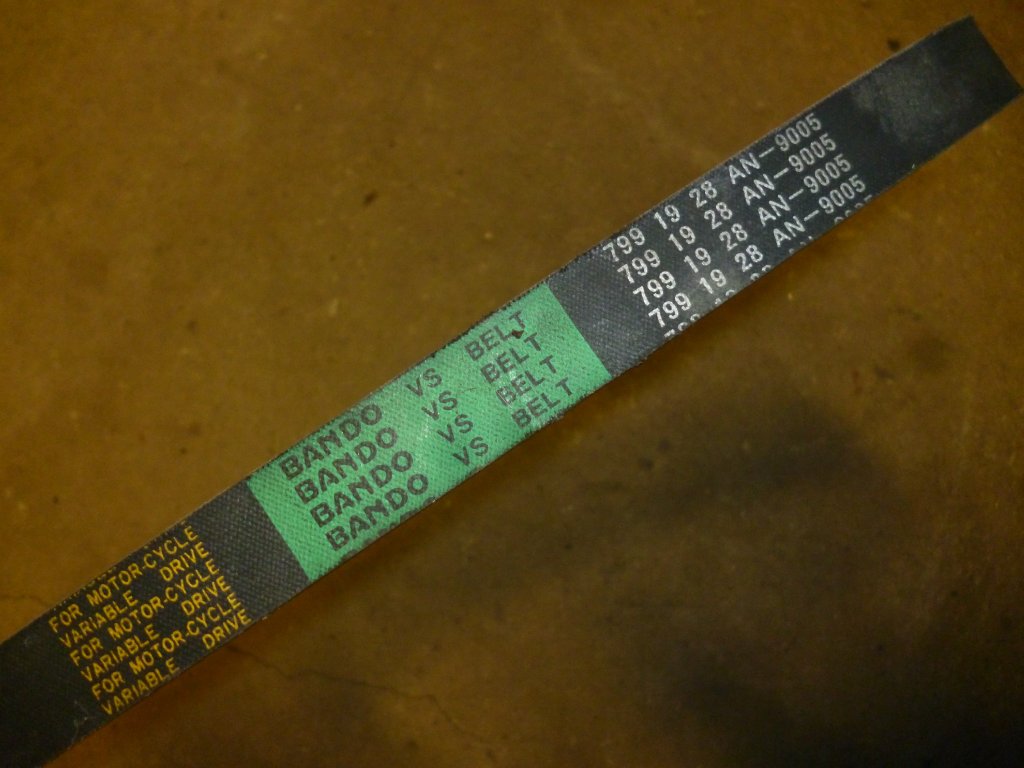 FOR MOTOR-CYCLE
VARIABLE DRIVE
FOR MOTOR-CYCLE
VARIABLE DRIVE
FOR MOTOR-CYCLE
VARIABLE DRIVE
BANDO VS BELT
BANDO VS BELT
BANDO VS BELT
BANDO VS BELT
799 19 28 AN-9005
799 19 28 AN-9005
799 19 28 AN-9005
799 19 28 AN-9005